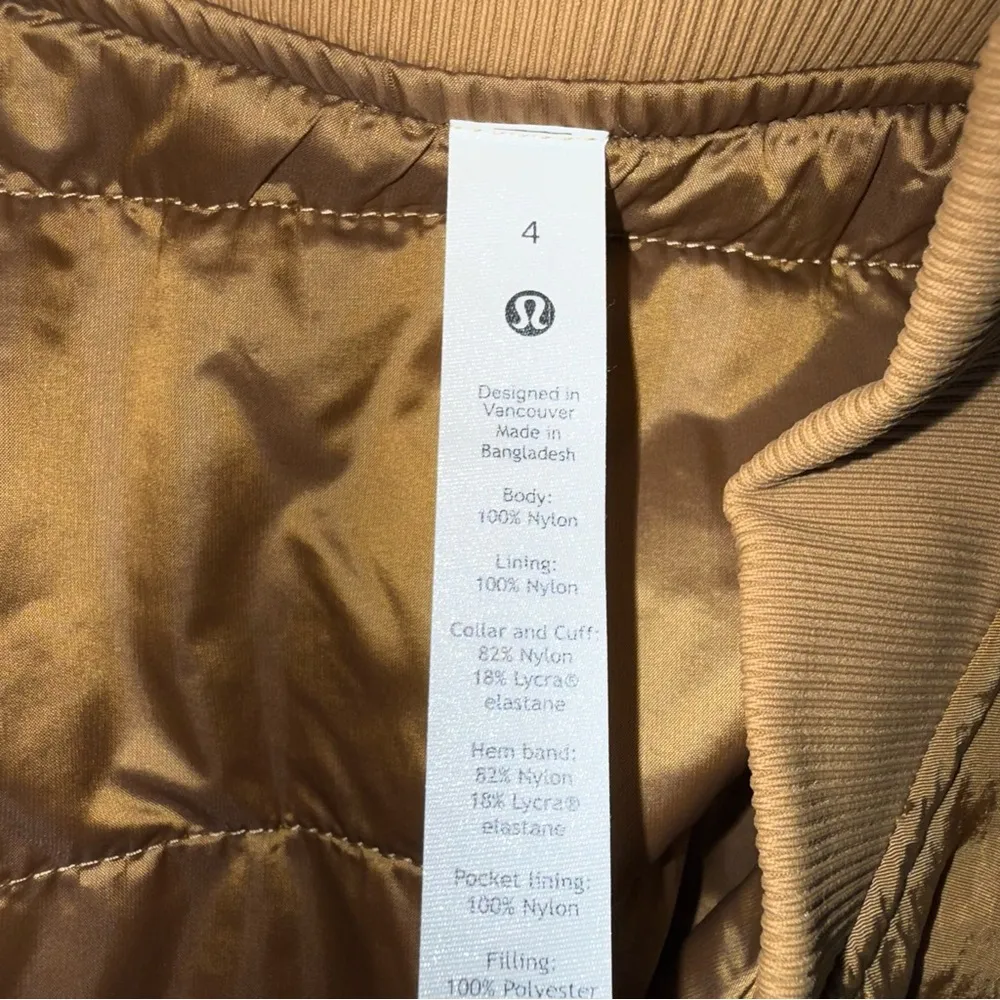 4
Designed in
Vancouver
Made in
Bangladesh
Body:
100% Nylon
Lining:
100% Nylon
Collar and Cuff:
82% Nylon
18% Lycra®
elastane
Hem band:
82% Nylon
18% Lycra®
elastane
Pocket lining:
100% Nylon
Filling:
100% Polyester